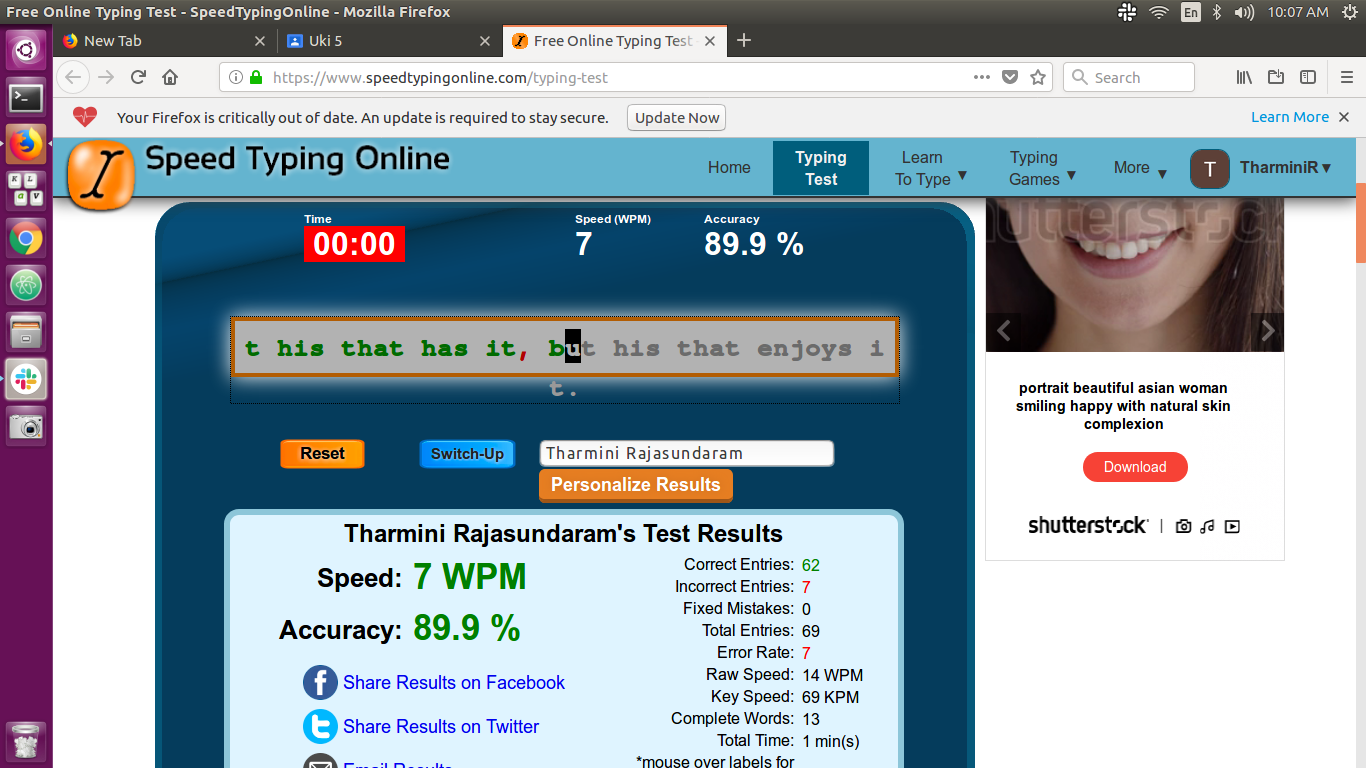 Free Online Typing Test - SpeedTypingOnline - Mozilla Firefox
En
10:07 AM
New Tab
Uki 5
Free Online Typing Test
https://www.speedtypingonline.com/typing-test
Search
Your Firefox is critically out of date. An update is required to stay secure.
Update Now
Learn More
Speed Typing Online
Home
Typing
Test
Learn
To Type ▼
Typing
Games ▼
More ▼
T
TharminiR ▼
Time
00:00
Speed (WPM)
7
Accuracy
89.9 %
t his that has it, but his that enjoys i
t.
Reset
Switch-Up
Tharmini Rajasundaram
Personalize Results
Tharmini Rajasundaram's Test Results
Speed: 7 WPM
Accuracy: 89.9 %
Share Results on Facebook
Share Results on Twitter
Email Results
Correct Entries: 62
Incorrect Entries: 7
Fixed Mistakes: 0
Total Entries: 69
Error Rate: 7
Raw Speed: 14 WPM
Key Speed: 69 KPM
Complete Words: 13
Total Time: 1 min(s)
*mouse over labels for
shutterstock
portrait beautiful asian woman
smiling happy with natural skin
complexion
Download
shutterstock
K L
a v